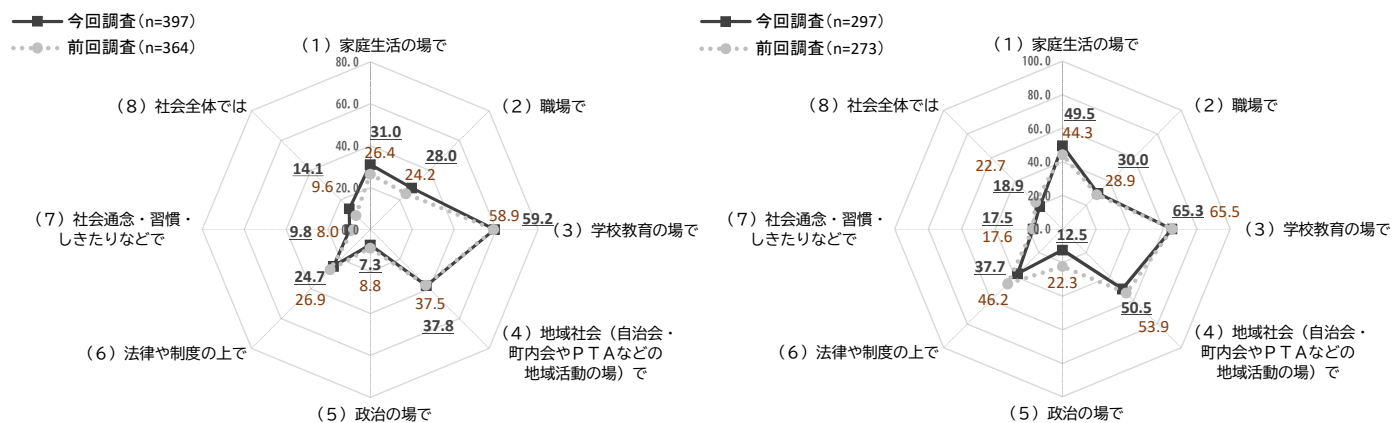 今回調査(n=397)
前回調査(n=364)
(1)家庭生活の場で
80.0
60.0
40.0
20.0
0.0
(2)職場で
(3)学校教育の場で
(4)地域社会(自治会・
町内会やPTAなどの
地域活動の場)で
(5)政治の場で
(6)法律や制度の上で
(7)社会通念・習慣・
しきたりなどで
(8)社会全体では
31.0
26.4
28.0
24.2
58.9
59.2
37.5
37.8
7.3
8.8
24.7
26.9
9.8
8.0
14.1
9.6
今回調査(n=297)
前回調査(n=273)
(1)家庭生活の場で
100.0
80.0
60.0
40.0
20.0
0.0
(2)職場で
(3)学校教育の場で
(4)地域社会(自治会・
町内会やPTAなどの
地域活動の場)で
(5)政治の場で
(6)法律や制度の上で
(7)社会通念・習慣・
しきたりなどで
(8)社会全体では
49.5
44.3
30.0
28.9
65.3
65.5
50.5
53.9
12.5
22.3
37.7
46.2
17.5
17.6
22.7
18.9